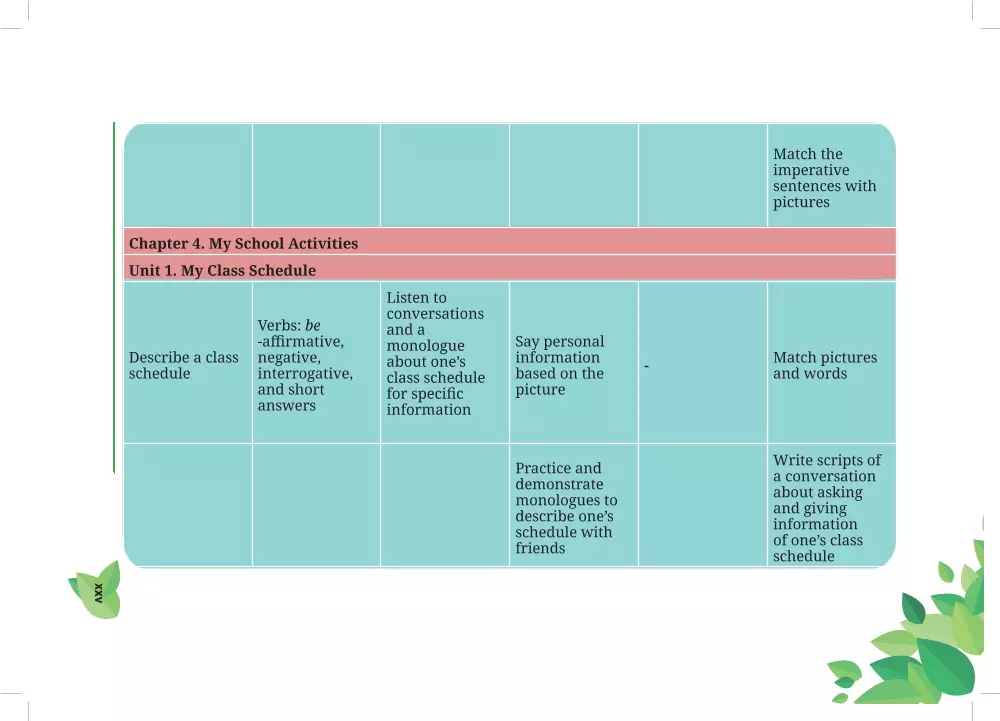 Match the
imperative
sentences with
pictures
Chapter 4. My School Activities
Unit 1. My Class Schedule
Describe a class
schedule
Verbs: be
-affirmative,
negative,
interrogative,
and short
answers
Listen to
conversations
and a
monologue
about one’s
class schedule
for specific
information
Say personal
information
based on the
picture
-
Match pictures
and words
Practice and
demonstrate
monologues to
describe one’s
schedule with
friends
Write scripts of
a conversation
about asking
and giving
information
of one’s class
schedule
xxv